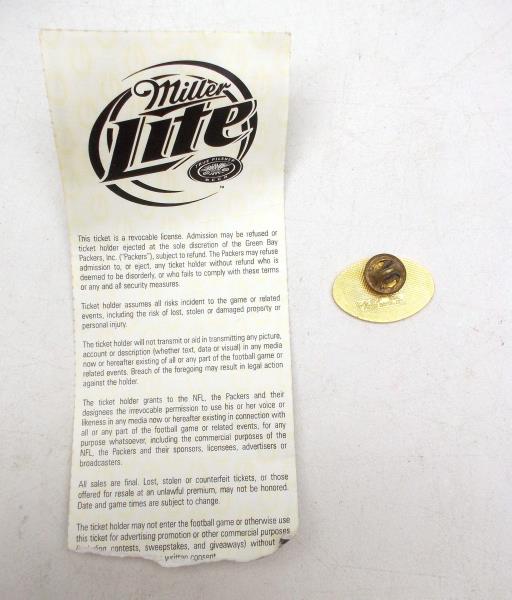 Miller
Lite
TRUE PILSNER
BEER
™
This ticket is a revocable license. Admission may be refused or
ticket holder ejected at the sole discretion of the Green Bay
Packers, Inc. ("Packers"), subject to refund. The Packers may refuse
admission to, or eject, any ticket holder without refund who is
deemed to be disorderly, or who fails to comply with these terms
or any and all security measures.
Ticket holder assumes all risks incident to the game or related
events, including the risk of lost, stolen or damaged property or
personal injury.
The ticket holder will not transmit or aid in transmitting any picture,
account or description (whether text, data or visual) in any media
now or hereafter existing of all or any part of the football game or
related events. Breach of the foregoing may result in legal action
against the holder.
The ticket holder grants to the NFL, the Packers and their
designees the irrevocable permission to use his or her voice or
likeness in any media now or hereafter existing in connection with
all or any part of the football game or related events, for any
purpose whatsoever, including the commercial purposes of the
NFL, the Packers and their sponsors, licensees, advertisers or
broadcasters.
All sales are final. Lost, stolen or counterfeit tickets, or those
offered for resale at an unlawful premium, may not be honored.
Date and game times are subject to change.
The ticket holder may not enter the football game or otherwise use
this ticket for advertising promotion or other commercial purposes
contests, sweepstakes, and giveaways) without
written consent